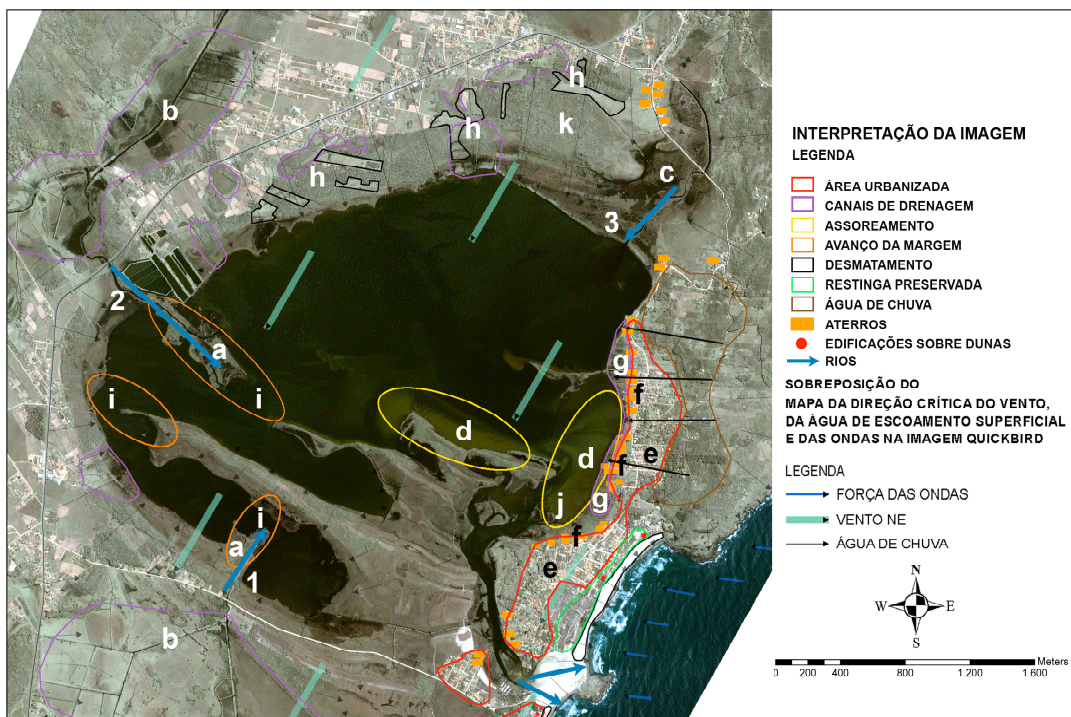 b
h
k
h
h
c
3
2
a
i
i
g
f
d
f
e
d
j
g
i
a
f
1
e
b
INTERPRETAÇÃO DA IMAGEM
LEGENDA
ÁREA URBANIZADA
CANAIS DE DRENAGEM
ASSOREAMENTO
AVANÇO DA MARGEM
DESMATAMENTO
RESTINGA PRESERVADA
ÁGUA DE CHUVA
ATERROS
EDIFICAÇÕES SOBRE DUNAS
RIOS
SOBREPOSIÇÃO DO
MAPA DA DIREÇÃO CRÍTICA DO VENTO,
DA ÁGUA DE ESCOAMENTO SUPERFICIAL
E DAS ONDAS NA IMAGEM QUICKBIRD
LEGENDA
FORÇA DAS ONDAS
VENTO NE
ÁGUA DE CHUVA
N
W E
S
Meters
0 200 400 800 1 200 1 600